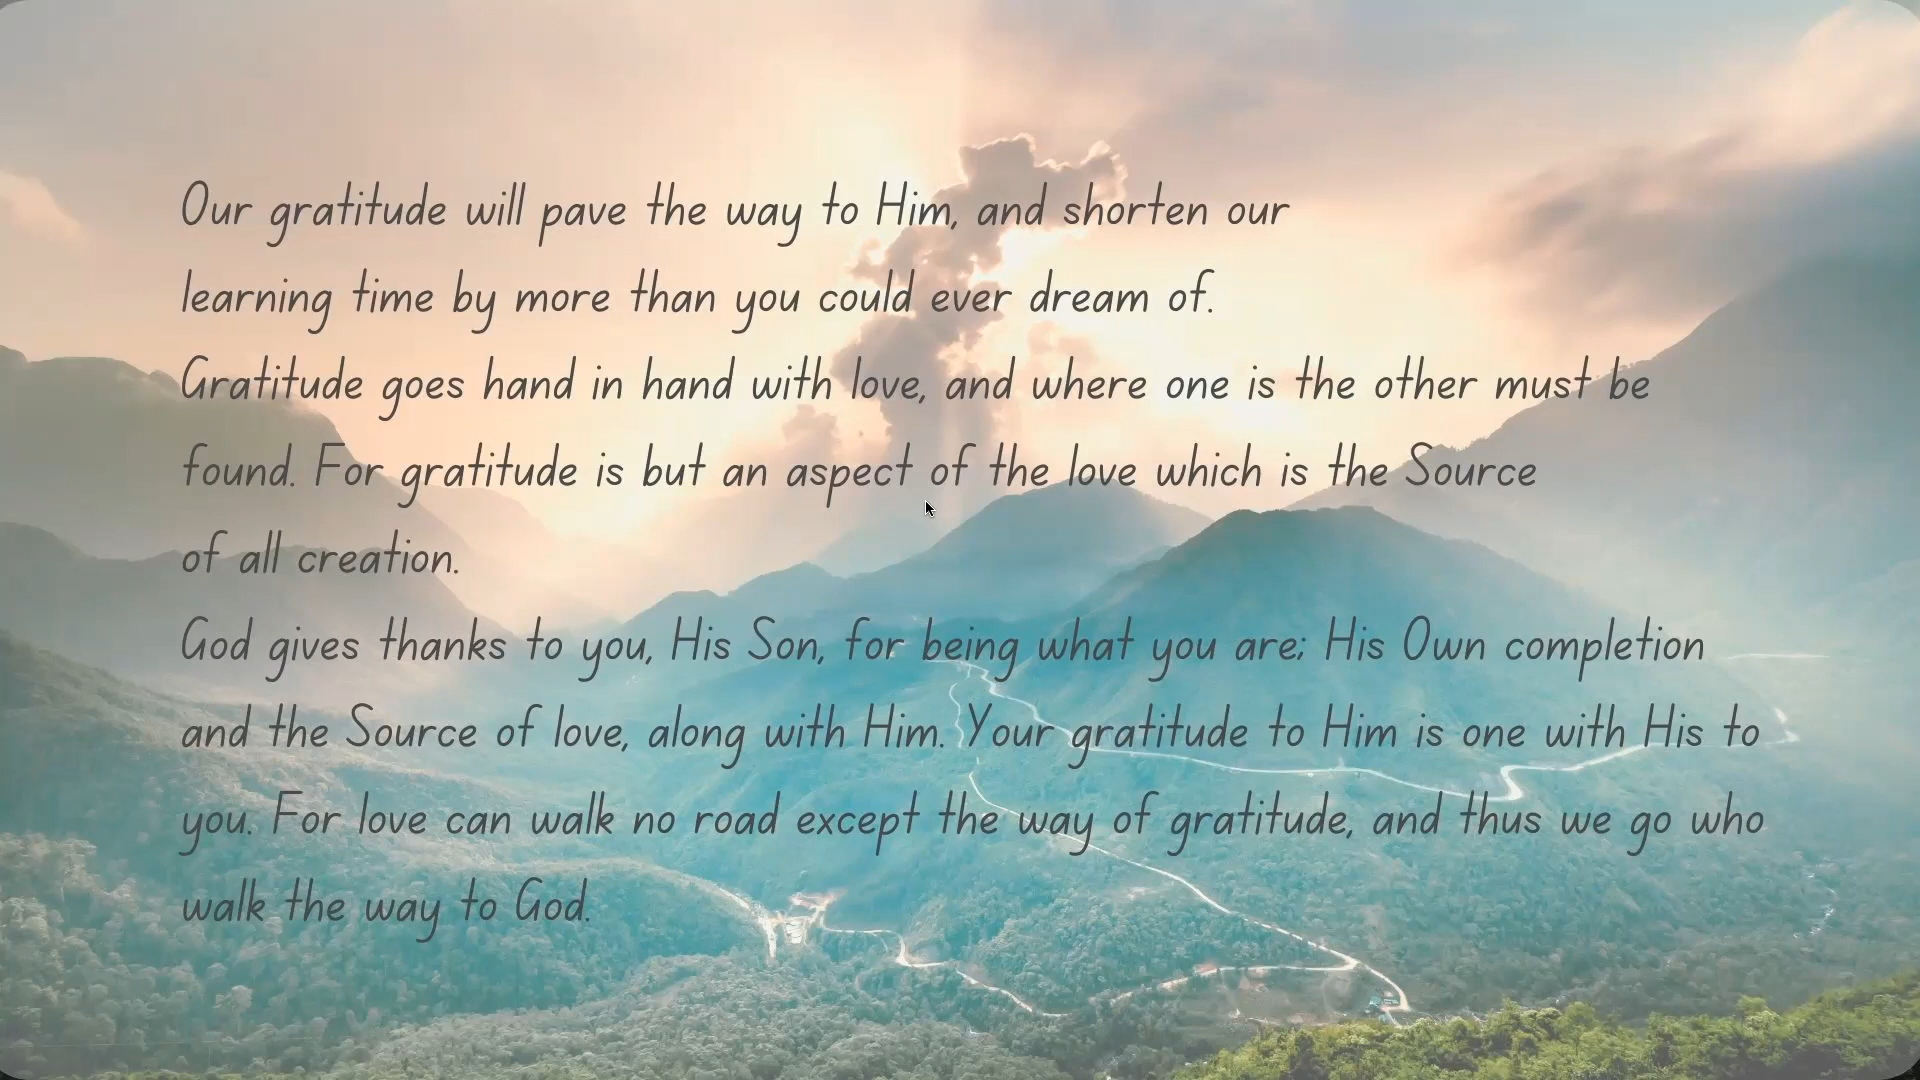 Our gratitude will pave the way to Him, and shorten our
learning time by more than you could ever dream of.
Gratitude goes hand in hand with love, and where one is the other must be
found. For gratitude is but an aspect of the love which is the Source
of all creation.
God gives thanks to you, His Son, for being what you are; His Own completion
and the Source of love, along with Him. Your gratitude to Him is one with His to
you. For love can walk no road except the way of gratitude, and thus we go who
walk the way to God.